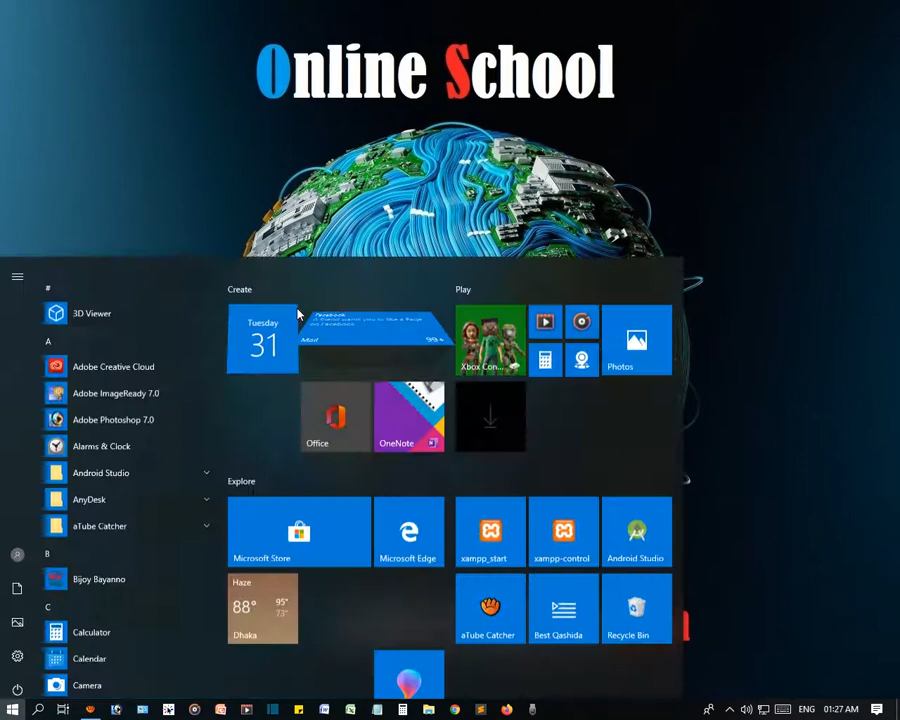 Online School
#
3D Viewer
A
Adobe Creative Cloud
Adobe ImageReady 7.0
Adobe Photoshop 7.0
Alarms & Clock
Android Studio
AnyDesk
aTube Catcher
B
Bijoy Bayanno
C
Calculator
Calendar
Camera
Create
Tuesday
31
Facebook
Mail
99+
Office
OneNote
Play
Xbox Con...
Photos
Explore
Microsoft Store
Microsoft Edge
xampp_start
xampp-control
Android Studio
Haze
88°
95°
73°
Dhaka
aTube Catcher
Best Qashida
Recycle Bin
ENG
01:27 AM